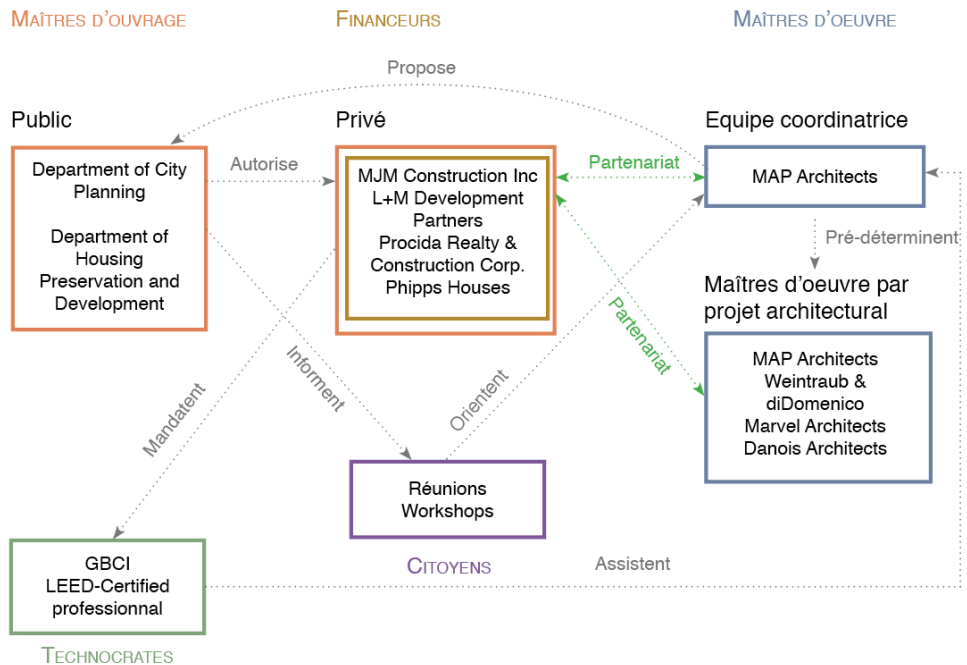 MAÎTRES D'OUVRAGE
FINANCEURS
MAÎTRES D'OEUVRE
Propose
Public
Privé
Equipe coordinatrice
Department of City
Planning
Department of
Housing
Preservation and
Development
Autorise
MJM Construction Inc
L+M Development
Partners
Procida Realty &
Construction Corp.
Phipps Houses
Partenariat
MAP Architects
Pré-déterminent
Maîtres d'oeuvre par
projet architectural
Partenariat
MAP Architects
Weintraub &
diDomenico
Marvel Architects
Danois Architects
Mandatent
Informent
Orientent
Réunions
Workshops
CITOYENS
Assistent
GBCI
LEED-Certified
professionnal
TECHNOCRATES